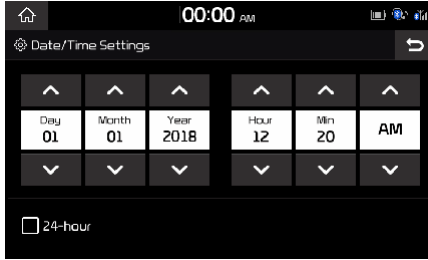 00:00 AM
Date/Time Settings
Day Month Year Hour Min
01 01 2018 12 20 AM
24-hour